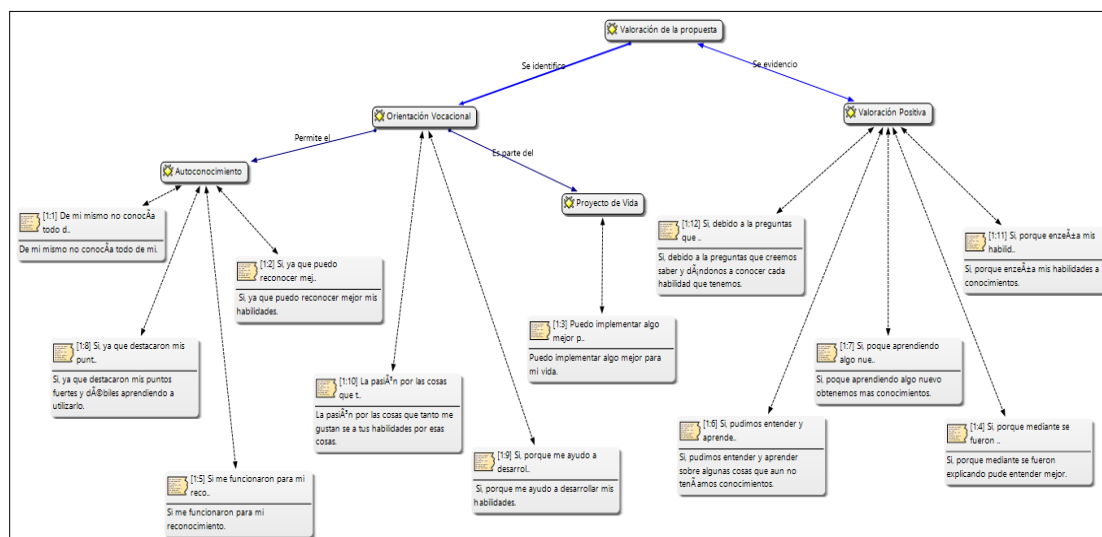 Valoración de la propuesta
Se identifico
Se evidencio
Orientación Vocacional
Valoración Positiva
Permite el
Es parte del
Autoconocimiento
Proyecto de Vida
[1:1] De mi mismo no conocÃa
todo d..
De mi mismo no conocÃa todo de mi.
[1:2] Si, ya que puedo
reconocer mej..
Si, ya que puedo reconocer mejor mis
habilidades.
[1:12] Si, debido a la preguntas
que ..
Si, debido a la preguntas que creemos
saber y dÃ¡ndonos a conocer cada
habilidad que tenemos.
[1:11] Si, porque enzeÃ±a mis
habilid..
Si, porque enzeÃ±a mis habilidades a
conocimientos.
[1:8] Si, ya que destacaron mis
punt..
Si, ya que destacaron mis puntos
fuertes y dÃ©biles aprendiendo a
utilizarlo.
[1:10] La pasiÃ³n por las cosas
que t..
La pasiÃ³n por las cosas que tanto me
gustan se a tus habilidades por esas
cosas.
[1:3] Puedo implementar algo
mejor p..
Puedo implementar algo mejor para
mi vida.
[1:7] Si, poque aprendiendo
algo nue..
Si, poque aprendiendo algo nuevo
obtenemos mas conocimientos.
[1:5] Si me funcionaron para mi
reco..
Si me funcionaron para mi
reconocimiento.
[1:9] Si, porque me ayudo a
desarrol..
Si, porque me ayudo a desarrollar mis
habilidades.
[1:6] Si, pudimos entender y
aprende..
Si, pudimos entender y aprender
sobre algunas cosas que aun no
tenÃamos conocimientos.
[1:4] Si, porque mediante se
fueron ..
Si, porque mediante se fueron
explicando pude entender mejor.